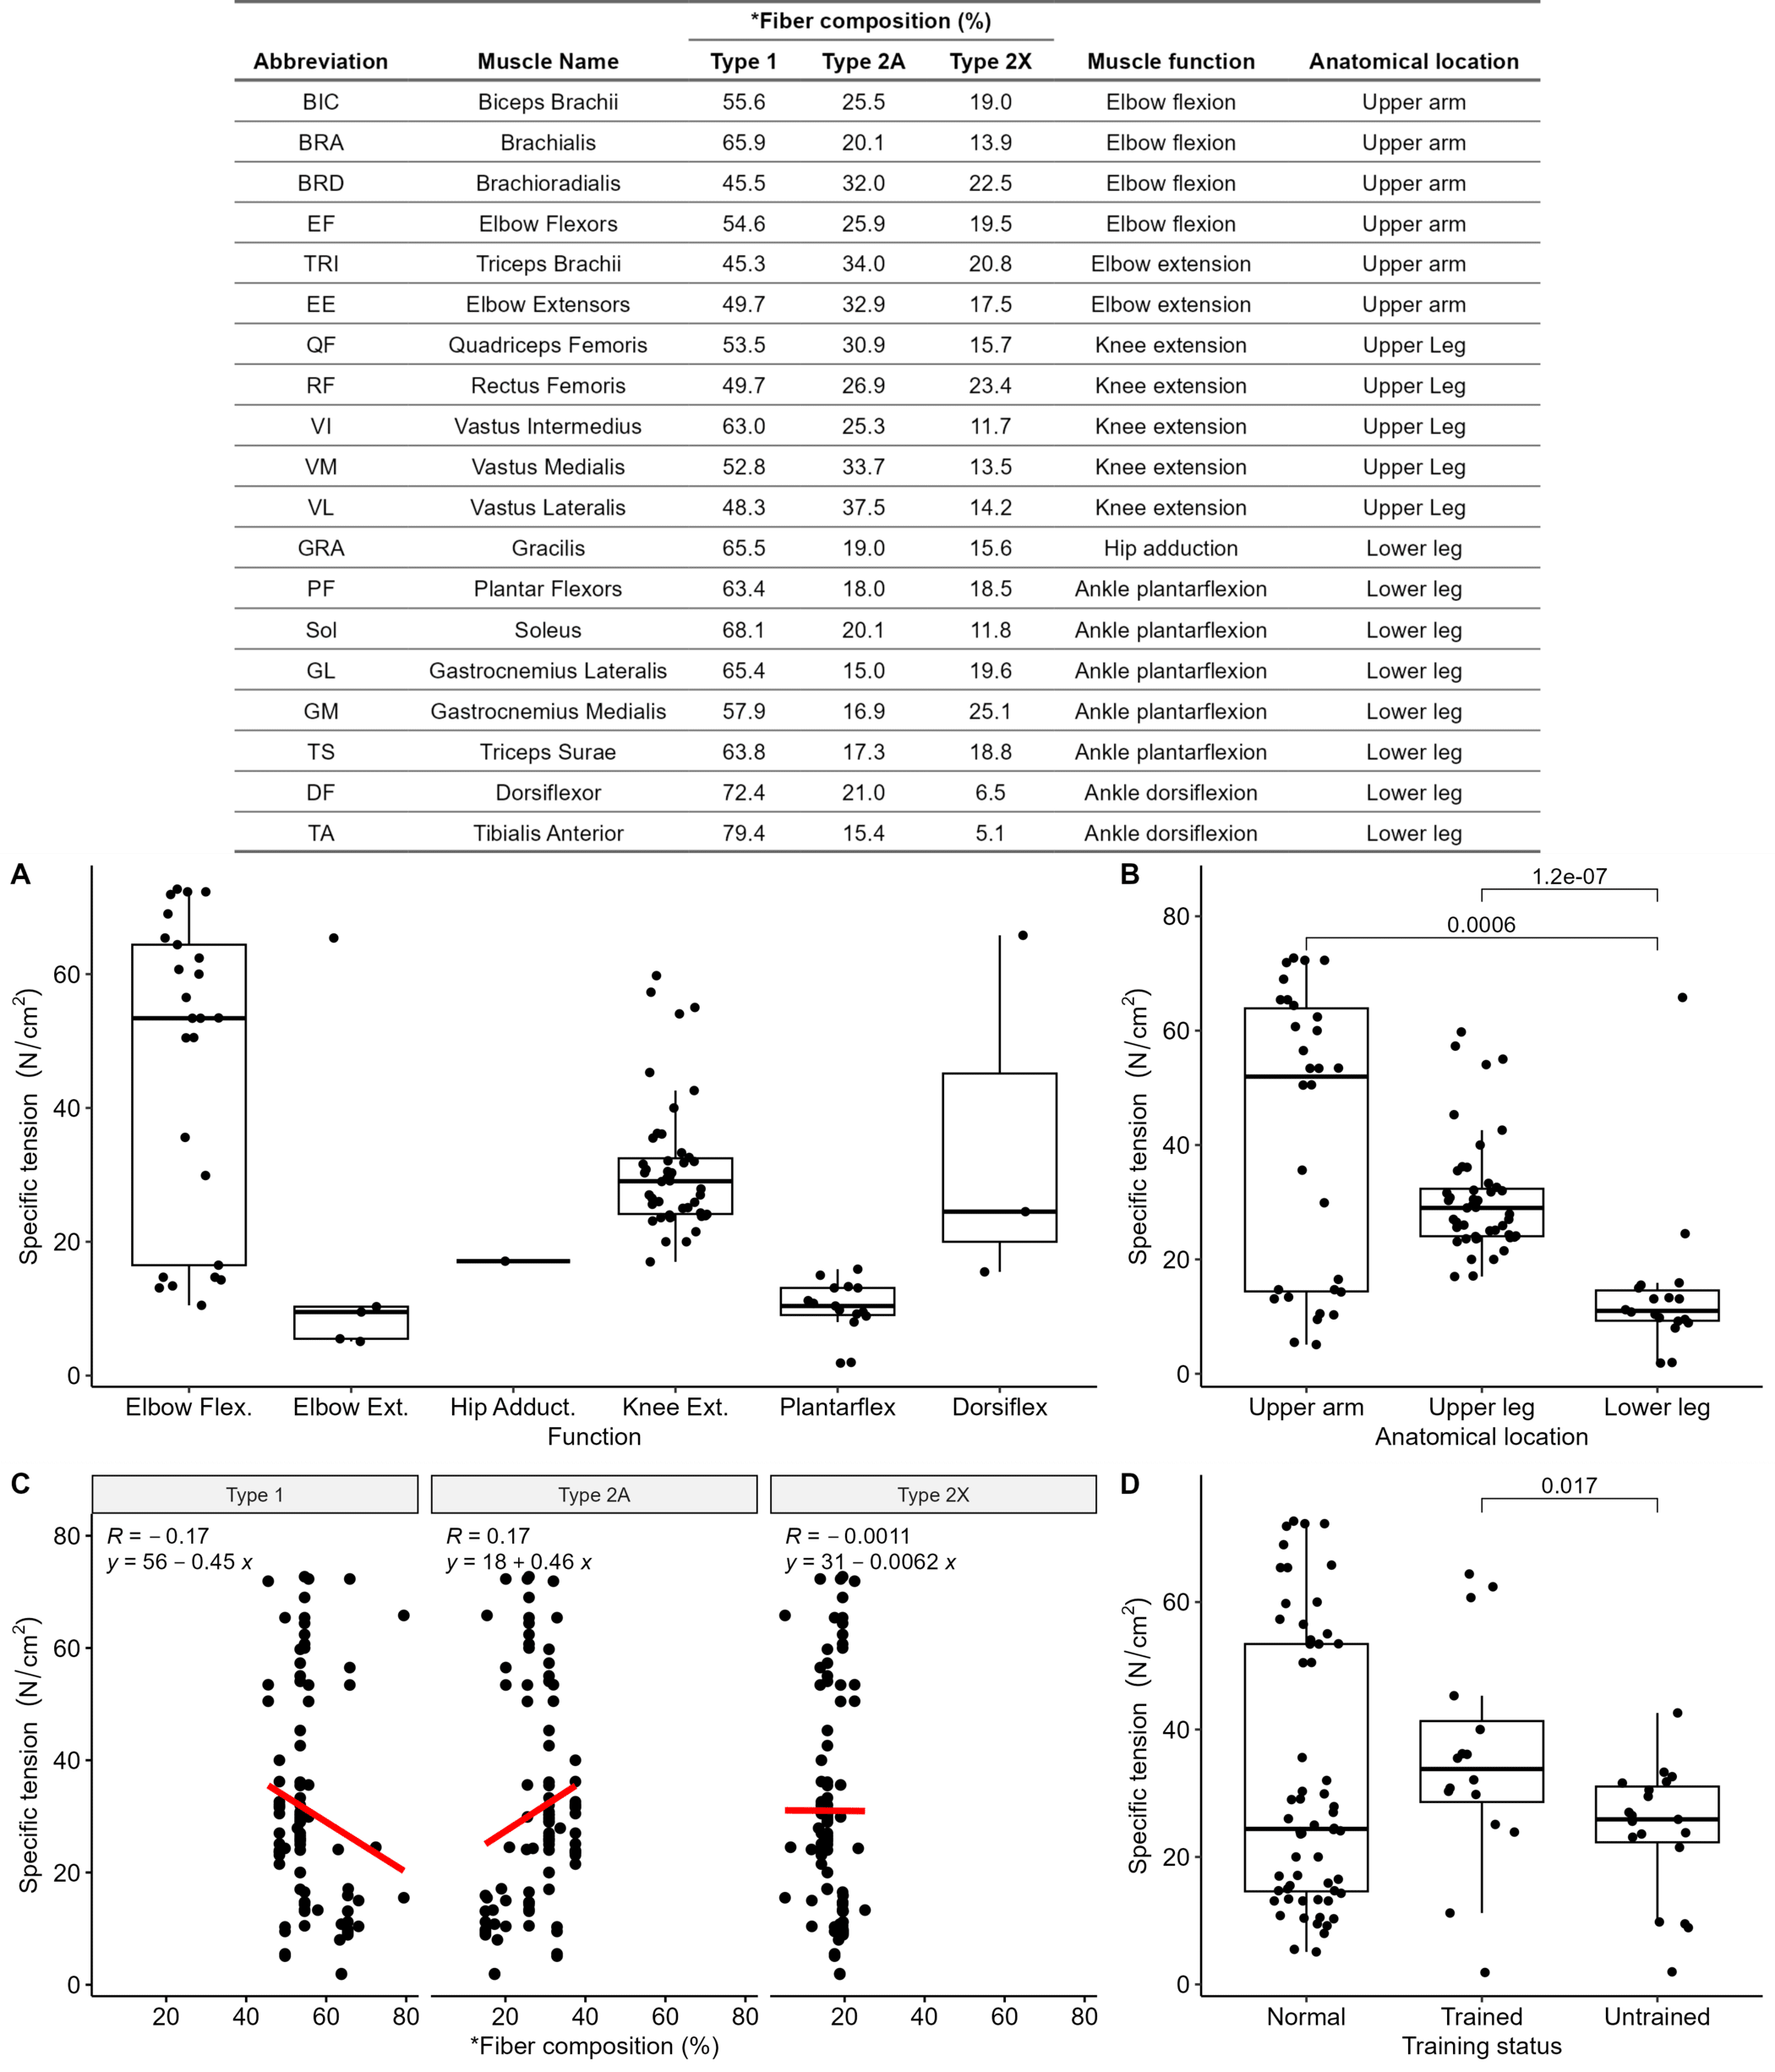 *Fiber composition (%)
Abbreviation Muscle Name Type 1 Type 2A Type 2X Muscle function Anatomical location
BIC Biceps Brachii 55.6 25.5 19.0 Elbow flexion Upper arm
BRA Brachialis 65.9 20.1 13.9 Elbow flexion Upper arm
BRD Brachioradialis 45.5 32.0 22.5 Elbow flexion Upper arm
EF Elbow Flexors 54.6 25.9 19.5 Elbow flexion Upper arm
TRI Triceps Brachii 45.3 34.0 20.8 Elbow extension Upper arm
EE Elbow Extensors 49.7 32.9 17.5 Elbow extension Upper arm
QF Quadriceps Femoris 53.5 30.9 15.7 Knee extension Upper Leg
RF Rectus Femoris 49.7 26.9 23.4 Knee extension Upper Leg
VI Vastus Intermedius 63.0 25.3 11.7 Knee extension Upper Leg
VM Vastus Medialis 52.8 33.7 13.5 Knee extension Upper Leg
VL Vastus Lateralis 48.3 37.5 14.2 Knee extension Upper Leg
GRA Gracilis 65.5 19.0 15.6 Hip adduction Lower leg
PF Plantar Flexors 63.4 18.0 18.5 Ankle plantarflexion Lower leg
Sol Soleus 68.1 20.1 11.8 Ankle plantarflexion Lower leg
GL Gastrocnemius Lateralis 65.4 15.0 19.6 Ankle plantarflexion Lower leg
GM Gastrocnemius Medialis 57.9 16.9 25.1 Ankle plantarflexion Lower leg
TS Triceps Surae 63.8 17.3 18.8 Ankle plantarflexion Lower leg
DF Dorsiflexor 72.4 21.0 6.5 Ankle dorsiflexion Lower leg
TA Tibialis Anterior 79.4 15.4 5.1 Ankle dorsiflexion Lower leg
A
Specific tension (N/cm²)
60
40
20
0
Elbow Flex. Elbow Ext. Hip Adduct. Knee Ext. Plantarflex Dorsiflex
Function
B
1.2e-07
0.0006
Specific tension (N/cm²)
80
60
40
20
0
Upper arm Upper leg Lower leg
Anatomical location
C
Type 1 Type 2A Type 2X
R = − 0.17 R = 0.17 R = − 0.0011
y = 56 − 0.45 x y = 18 + 0.46 x y = 31 − 0.0062 x
Specific tension (N/cm²)
80
60
40
20
0
20 40 60 80 20 40 60 80 20 40 60 80
*Fiber composition (%)
D
0.017
Specific tension (N/cm²)
60
40
20
0
Normal Trained Untrained
Training status